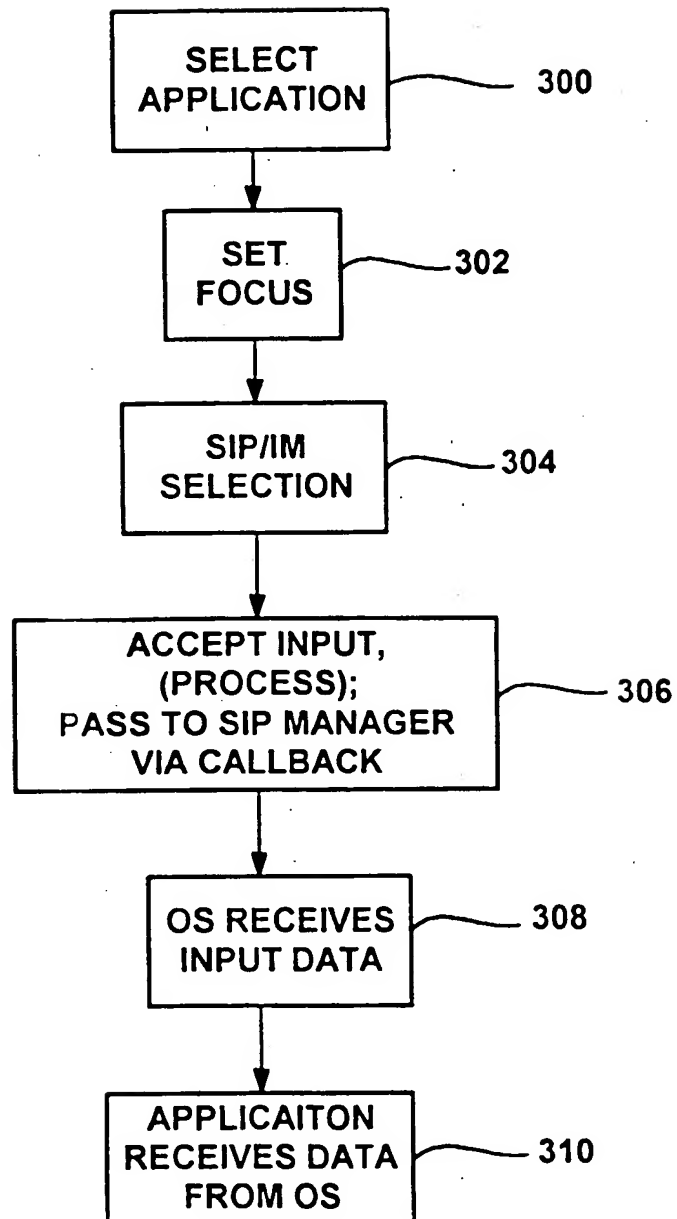 SELECT
APPLICATION
300
SET
FOCUS
302
SIP/IM
SELECTION
304
ACCEPT INPUT,
(PROCESS);
PASS TO SIP MANAGER
VIA CALLBACK
306
OS RECEIVES
INPUT DATA
308
APPLICAITON
RECEIVES DATA
FROM OS
310